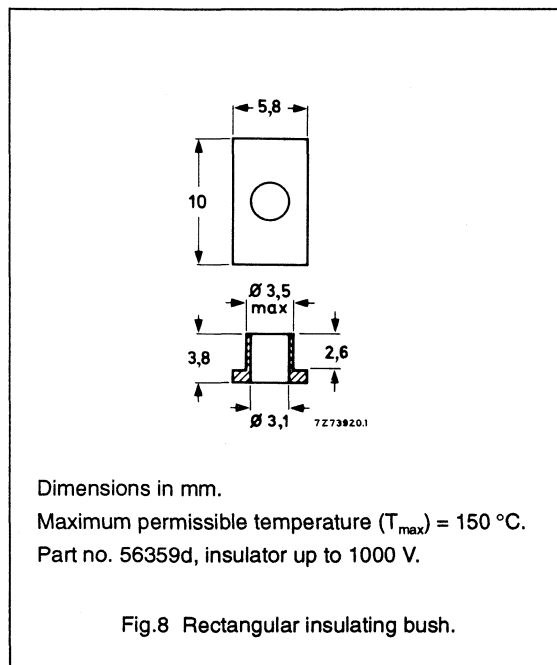 5,8
10
Ø 3,5
max
3,8
2,6
Ø 3,1
7Z73920.1
Dimensions in mm.
Maximum permissible temperature (Tmax) = 150 °C.
Part no. 56359d, insulator up to 1000 V.
Fig.8 Rectangular insulating bush.